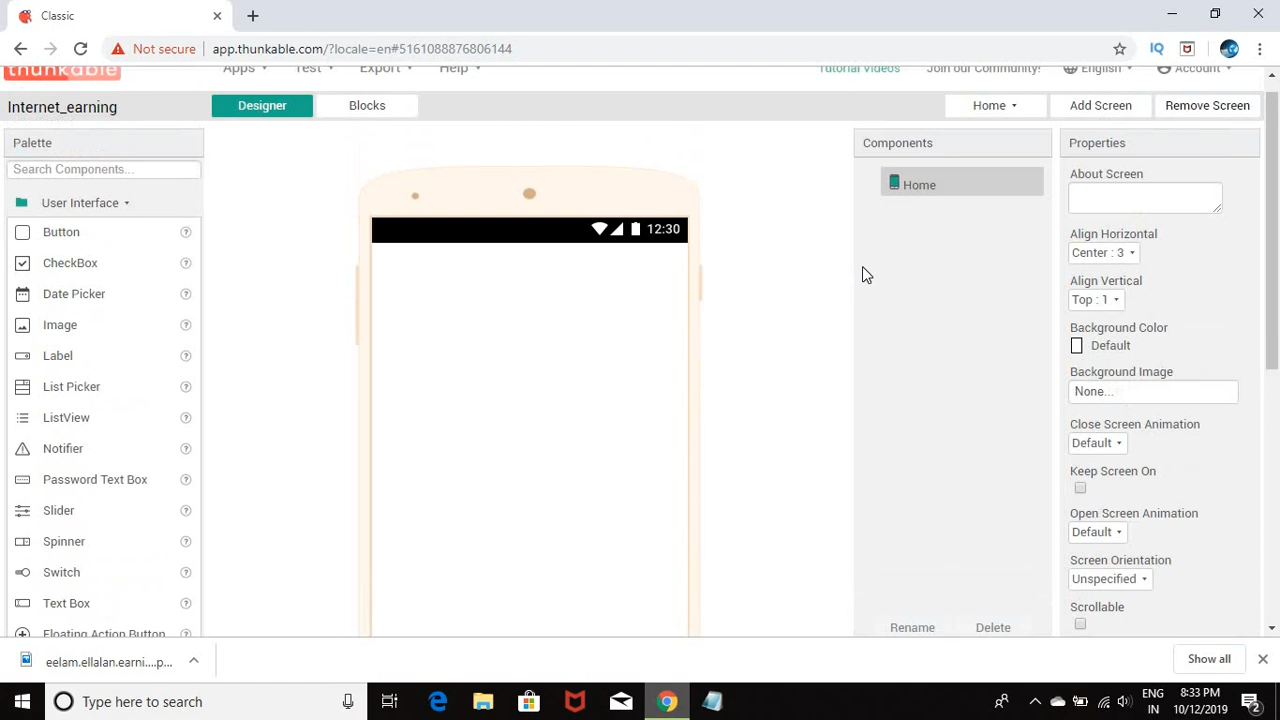 Classic
Not secure app.thunkable.com/?locale=en#5161088876806144
thunkable Apps Test Export Help Tutorial Videos Join our Community! English Account
Internet_earning Designer Blocks Home Add Screen Remove Screen
Palette
Search Components...
User Interface
Button
CheckBox
Date Picker
Image
Label
List Picker
ListView
Notifier
Password Text Box
Slider
Spinner
Switch
Text Box
Floating Action Button
12:30
Components
Home
Rename Delete
Properties
About Screen
Align Horizontal
Center : 3
Align Vertical
Top : 1
Background Color
Default
Background Image
None...
Close Screen Animation
Default
Keep Screen On
Open Screen Animation
Default
Screen Orientation
Unspecified
Scrollable
eelam.ellalan.earni....p...
Show all
Type here to search
ENG
IN
8:33 PM
10/12/2019
2